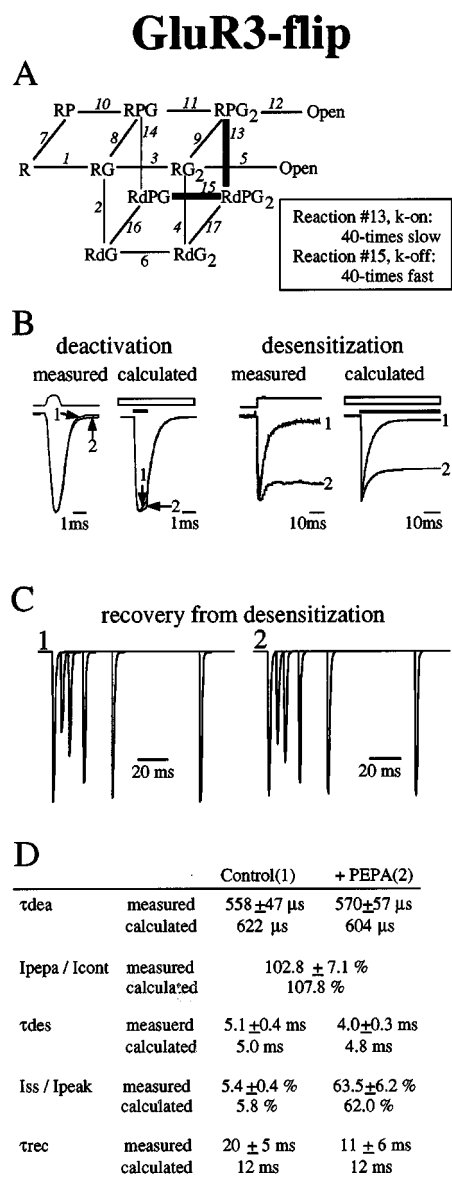 GluR3-flip
A
RP 10 RPG 11 RPG2 12 Open
7 8 14 9 13
R 1 RG 3 RG2 5 Open
2 RdPG 15 RdPG2
16 4 17
RdG 6 RdG2
Reaction #13, k-on:
40-times slow
Reaction #15, k-off:
40-times fast
B
deactivation desensitization
measured calculated measured calculated
1 2 1ms
1 2 1ms
1 2 10ms
1 2 10ms
C
recovery from desensitization
1 2
20 ms 20 ms
D
Control(1) + PEPA(2)
τdea measured 558 ±47 μs 570±57 μs
calculated 622 μs 604 μs
Ipepa / Icont measured 102.8 ± 7.1 %
calculated 107.8 %
τdes measuerd 5.1±0.4 ms 4.0±0.3 ms
calculated 5.0 ms 4.8 ms
Iss / Ipeak measured 5.4±0.4 % 63.5±6.2 %
calculated 5.8 % 62.0 %
τrec measured 20 ± 5 ms 11 ± 6 ms
calculated 12 ms 12 ms